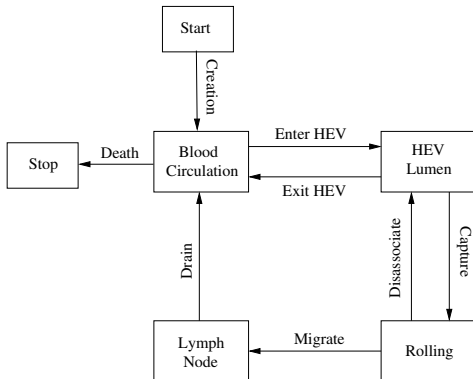 Start
Creation
Enter HEV
Death
Stop
Blood
Circulation
HEV
Lumen
Exit HEV
Drain
Disassociate
Capture
Migrate
Lymph
Node
Rolling